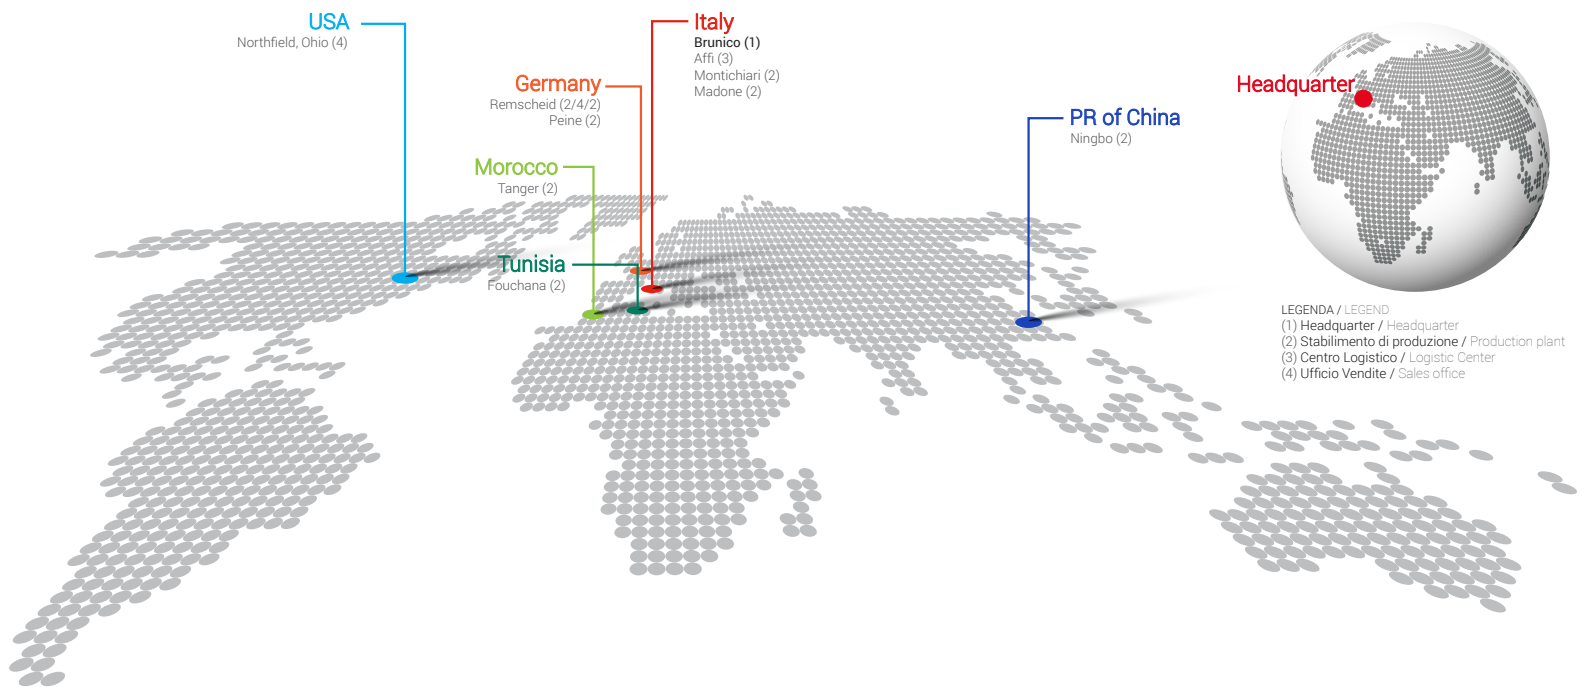 USA
Northfield, Ohio (4)
Italy
Brunico (1)
Affi (3)
Montichiari (2)
Madone (2)
Germany
Remscheid (2/4/2)
Peine (2)
Morocco
Tanger (2)
Tunisia
Fouchana (2)
PR of China
Ningbo (2)
Headquarter
LEGENDA / LEGEND
(1) Headquarter / Headquarter
(2) Stabilimento di produzione / Production plant
(3) Centro Logistico / Logistic Center
(4) Ufficio Vendite / Sales office